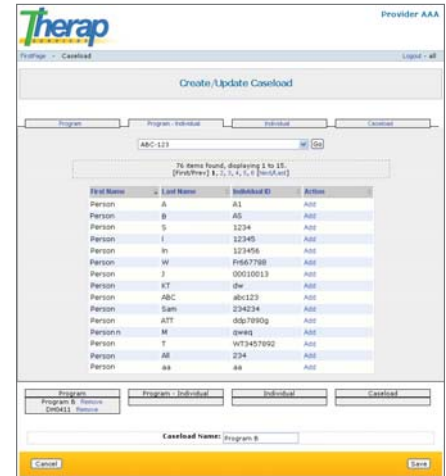 Therap
SERVICES
Provider AAA
FirstPage - Caseload
Logout - all
Create/Update Caseload
Program
Program - Individual
Individual
Caseload
ABC-123
Go
76 items found, displaying 1 to 15.
[First/Prev] 1, 2, 3, 4, 5, 6 [Next/Last]
First Name Last Name Individual ID Action
Person A A1 Add
Person B AS Add
Person S 1234 Add
Person I 12345 Add
Person In 123456 Add
Person W Fr667788 Add
Person J 00010013 Add
Person KT dw Add
Person ABC abc123 Add
Person Sam 234234 Add
Person ATT ddp7890g Add
Person n M qweq Add
Person T WT3457892 Add
Person All 234 Add
Person aa aa Add
Program
Program - Individual
Individual
Caseload
Program B Remove
DH0411 Remove
Caseload Name: Program B
Cancel
Save